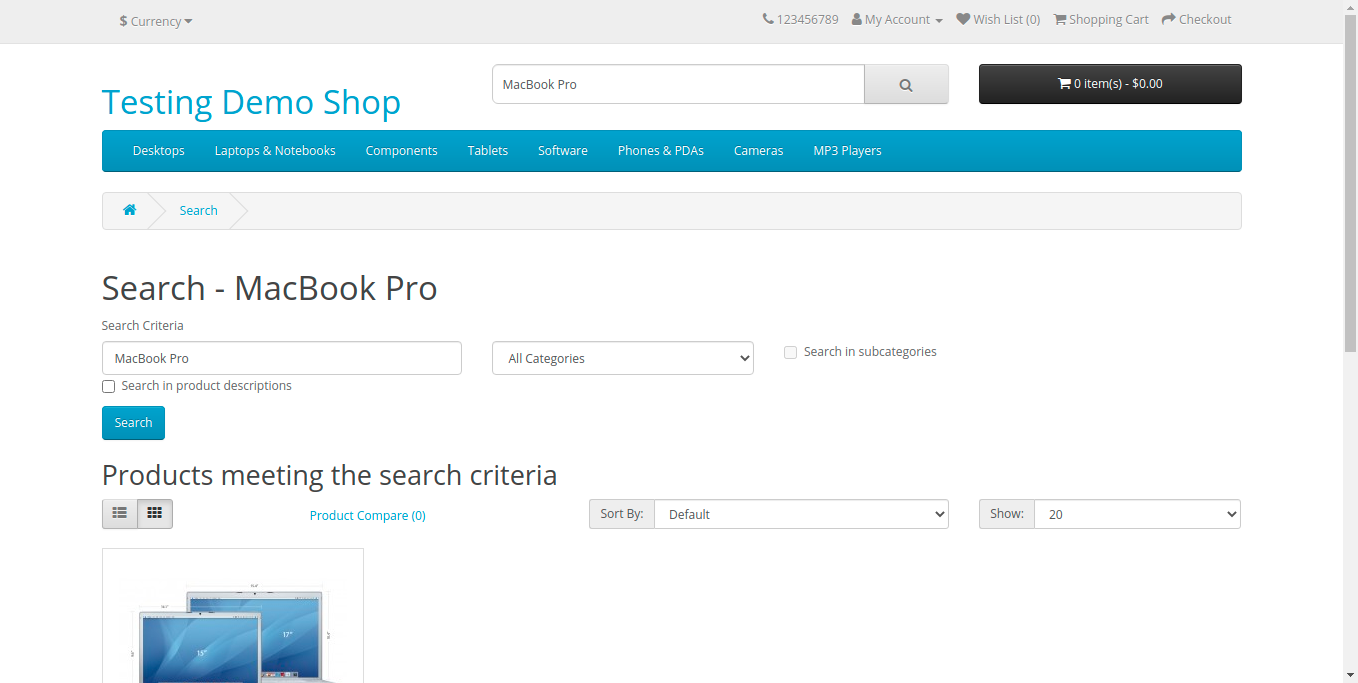 $ Currency
123456789 My Account Wish List (0) Shopping Cart Checkout
Testing Demo Shop
MacBook Pro
0 item(s) - $0.00
Desktops Laptops & Notebooks Components Tablets Software Phones & PDAs Cameras MP3 Players
Search
Search - MacBook Pro
Search Criteria
MacBook Pro
All Categories
Search in subcategories
Search in product descriptions
Search
Products meeting the search criteria
Product Compare (0)
Sort By: Default
Show: 20
17"
15"